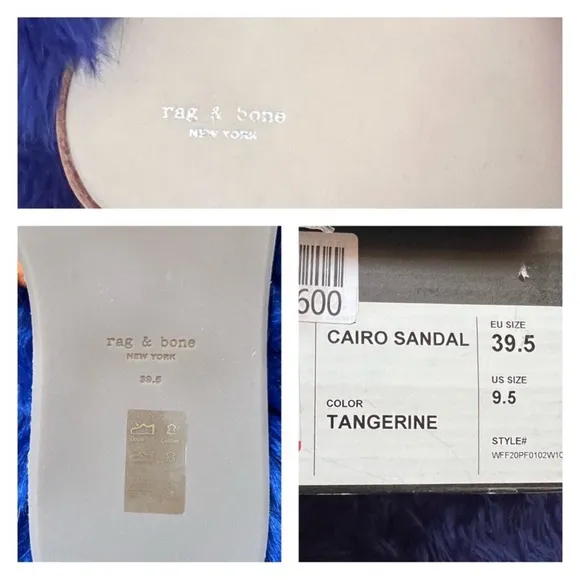 rag & bone
NEW YORK
rag & bone
NEW YORK
39.5
600
CAIRO SANDAL
EU SIZE
39.5
US SIZE
9.5
COLOR
TANGERINE
STYLE#
WFF20PF0102W10